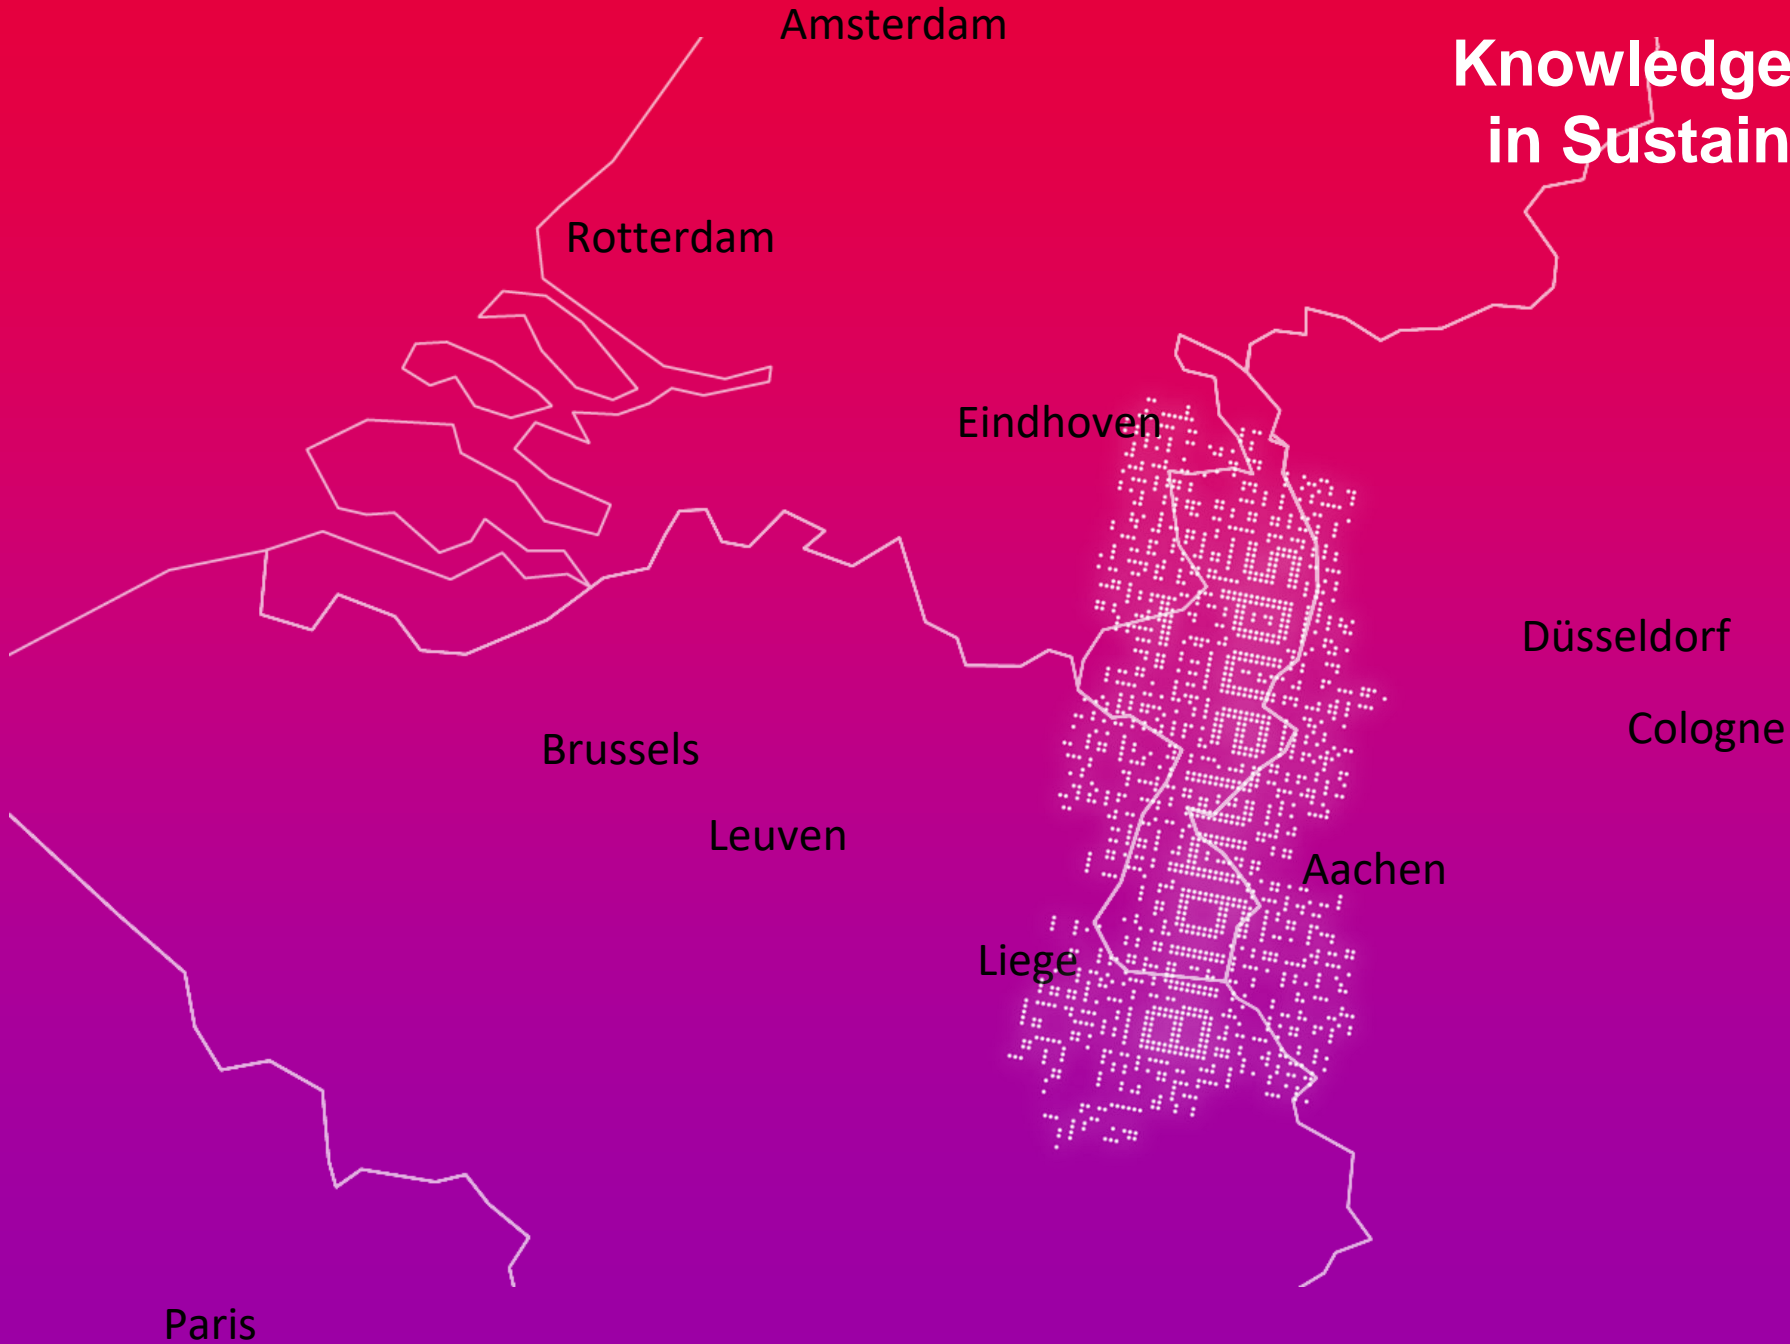 Amsterdam
Knowledge
in Sustain
Rotterdam
Eindhoven
Düsseldorf
Cologne
Brussels
Leuven
Aachen
Liege
Paris